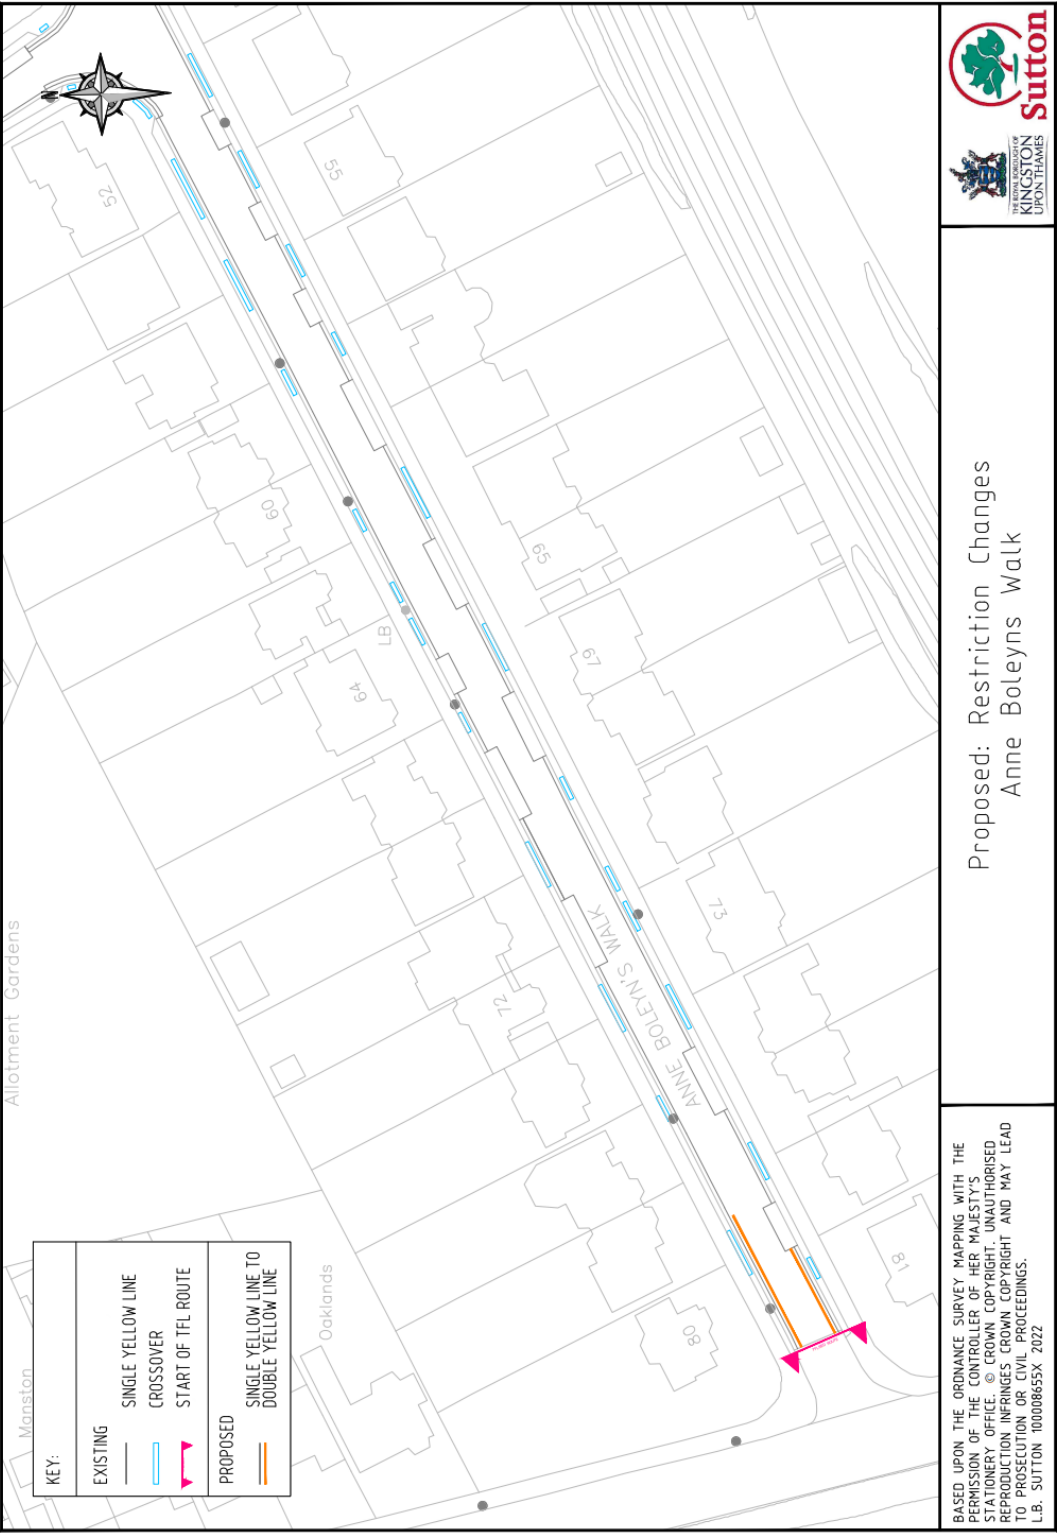 Allotment Gardens
Manston
Oaklands
52
55
60
LB
64
65
67
72
73
80
81
ANNE BOLEYN'S WALK
N
KEY:
EXISTING
SINGLE YELLOW LINE
CROSSOVER
START OF TFL ROUTE
PROPOSED
SINGLE YELLOW LINE TO
DOUBLE YELLOW LINE
BASED UPON THE ORDNANCE SURVEY MAPPING WITH THE
PERMISSION OF THE CONTROLLER OF HER MAJESTY'S
STATIONERY OFFICE. © CROWN COPYRIGHT. UNAUTHORISED
REPRODUCTION INFRINGES CROWN COPYRIGHT AND MAY LEAD
TO PROSECUTION OR CIVIL PROCEEDINGS.
L.B. SUTTON 100008655X 2022
Proposed: Restriction Changes
Anne Boleyns Walk
THE ROYAL BOROUGH OF
KINGSTON
UPON THAMES
Sutton